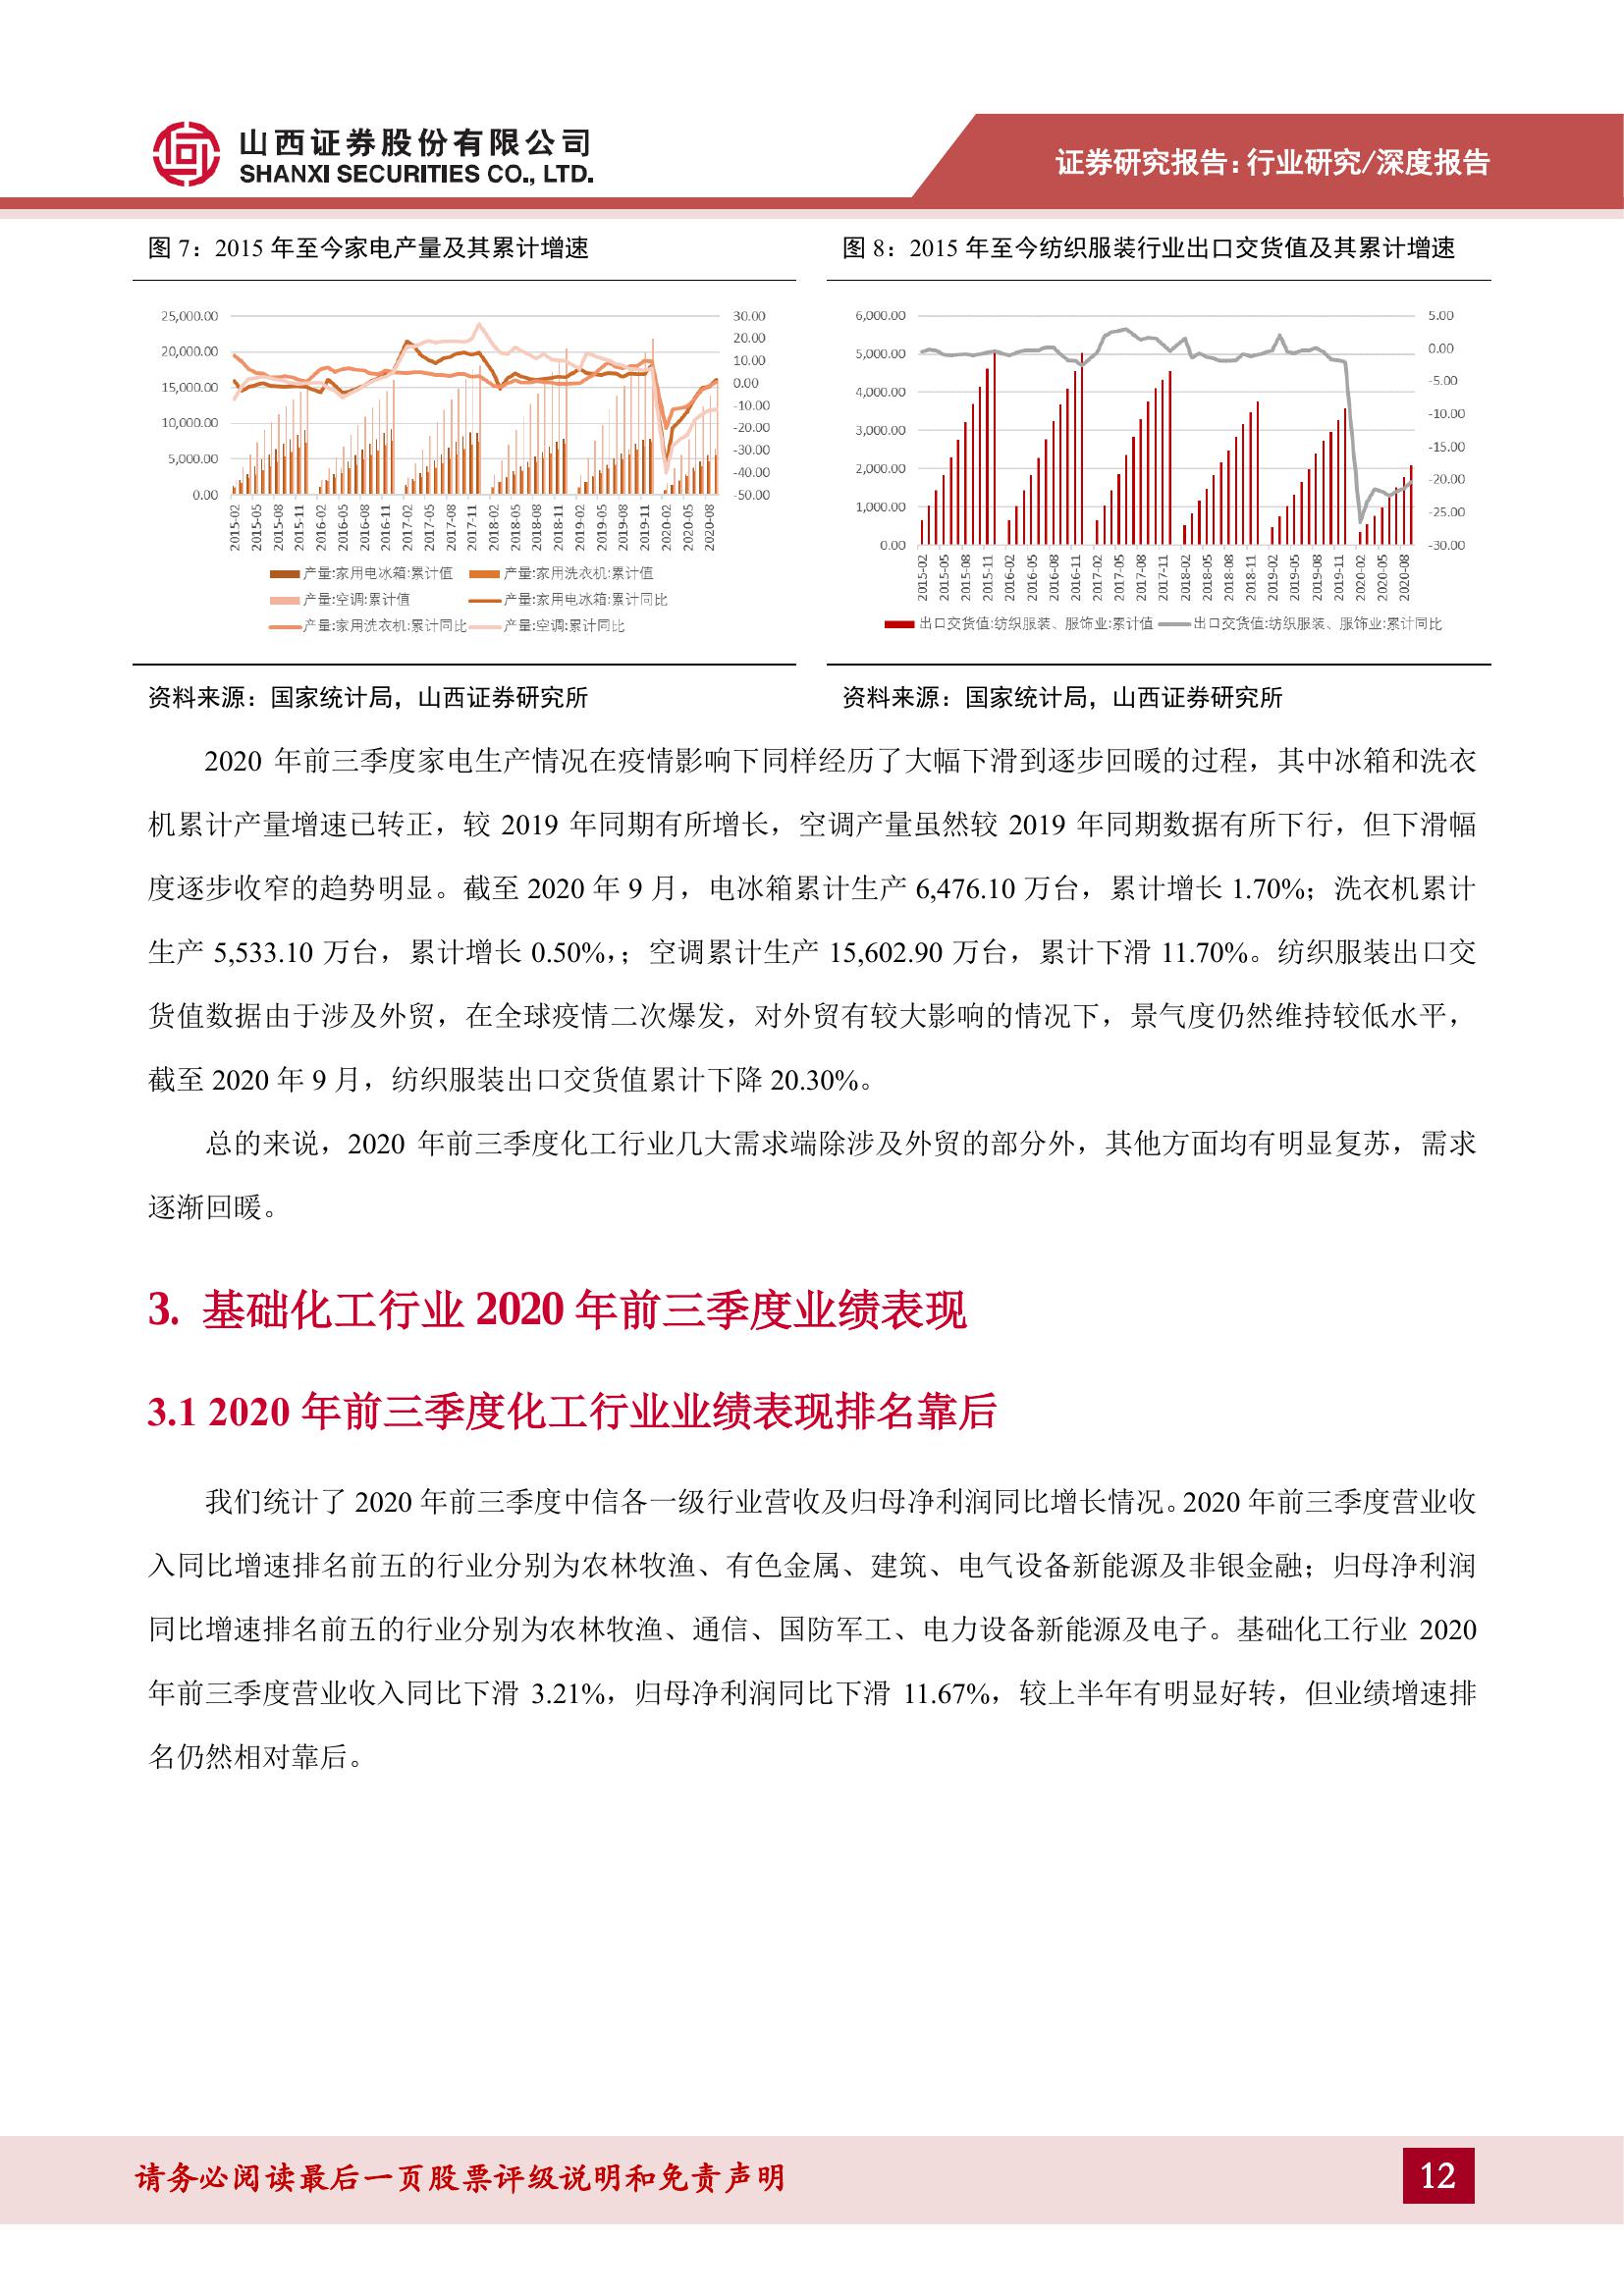 山西证券股份有限公司
SHANXI SECURITIES CO., LTD.
证券研究报告：行业研究/深度报告
图 7：2015 年至今家电产量及其累计增速
25,000.00
20,000.00
15,000.00
10,000.00
5,000.00
0.00
30.00
20.00
10.00
0.00
-10.00
-20.00
-30.00
-40.00
-50.00
2015-02
2015-05
2015-08
2015-11
2016-02
2016-05
2016-08
2016-11
2017-02
2017-05
2017-08
2017-11
2018-02
2018-05
2018-08
2018-11
2019-02
2019-05
2019-08
2019-11
2020-02
2020-05
2020-08
产量:家用电冰箱:累计值
产量:家用洗衣机:累计值
产量:空调:累计值
产量:家用电冰箱:累计同比
产量:家用洗衣机:累计同比
产量:空调:累计同比
资料来源：国家统计局，山西证券研究所
图 8：2015 年至今纺织服装行业出口交货值及其累计增速
6,000.00
5,000.00
4,000.00
3,000.00
2,000.00
1,000.00
0.00
5.00
0.00
-5.00
-10.00
-15.00
-20.00
-25.00
-30.00
2015-02
2015-05
2015-08
2015-11
2016-02
2016-05
2016-08
2016-11
2017-02
2017-05
2017-08
2017-11
2018-02
2018-05
2018-08
2018-11
2019-02
2019-05
2019-08
2019-11
2020-02
2020-05
2020-08
出口交货值:纺织服装、服饰业:累计值
出口交货值:纺织服装、服饰业:累计同比
资料来源：国家统计局，山西证券研究所
2020 年前三季度家电生产情况在疫情影响下同样经历了大幅下滑到逐步回暖的过程，其中冰箱和洗衣
机累计产量增速已转正，较 2019 年同期有所增长，空调产量虽然较 2019 年同期数据有所下行，但下滑幅
度逐步收窄的趋势明显。截至 2020 年 9 月，电冰箱累计生产 6,476.10 万台，累计增长 1.70%；洗衣机累计
生产 5,533.10 万台，累计增长 0.50%，；空调累计生产 15,602.90 万台，累计下滑 11.70%。纺织服装出口交
货值数据由于涉及外贸，在全球疫情二次爆发，对外贸有较大影响的情况下，景气度仍然维持较低水平，
截至 2020 年 9 月，纺织服装出口交货值累计下降 20.30%。
总的来说，2020 年前三季度化工行业几大需求端除涉及外贸的部分外，其他方面均有明显复苏，需求
逐渐回暖。
3. 基础化工行业 2020 年前三季度业绩表现
3.1 2020 年前三季度化工行业业绩表现排名靠后
我们统计了 2020 年前三季度中信各一级行业营收及归母净利润同比增长情况。2020 年前三季度营业收
入同比增速排名前五的行业分别为农林牧渔、有色金属、建筑、电气设备新能源及非银金融；归母净利润
同比增速排名前五的行业分别为农林牧渔、通信、国防军工、电力设备新能源及电子。基础化工行业 2020
年前三季度营业收入同比下滑 3.21%，归母净利润同比下滑 11.67%，较上半年有明显好转，但业绩增速排
名仍然相对靠后。
请务必阅读最后一页股票评级说明和免责声明
12